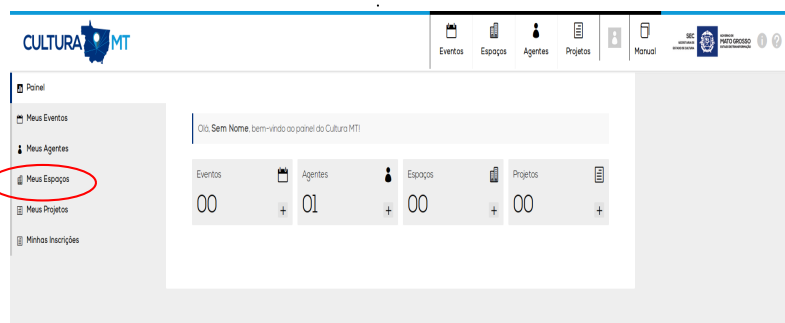 CULTURA MT
Eventos Espaços Agentes Projetos Manual
SEC
MATO GROSSO
Painel
Meus Eventos
Meus Agentes
Meus Espaços
Meus Projetos
Minhas Inscrições
Olá, Sem Nome, bem-vindo ao painel do Cultura MT!
Eventos Agentes Espaços Projetos
00 01 00 00
+ + + +